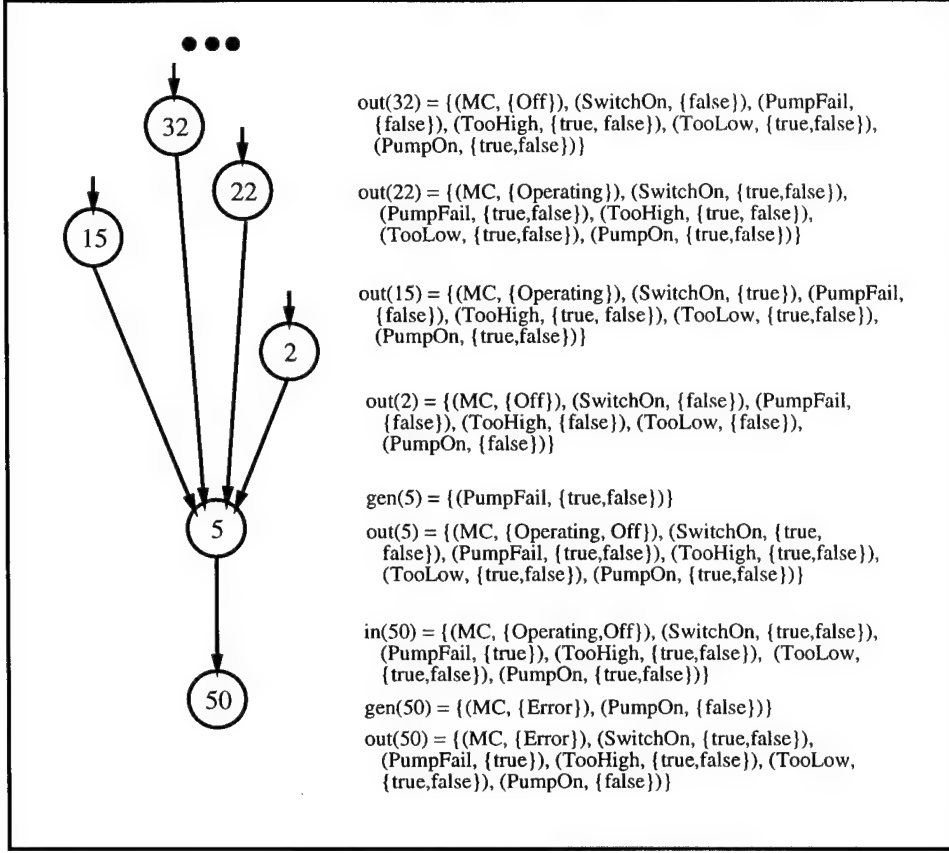 •••
32
out(32) = {(MC, {Off}), (SwitchOn, {false}), (PumpFail,
{false}), (TooHigh, {true, false}), (TooLow, {true,false}),
(PumpOn, {true,false})}
22
out(22) = {(MC, {Operating}), (SwitchOn, {true,false}),
(PumpFail, {true,false}), (TooHigh, {true, false}),
(TooLow, {true,false}), (PumpOn, {true,false})}
15
out(15) = {(MC, {Operating}), (SwitchOn, {true}), (PumpFail,
{false}), (TooHigh, {true, false}), (TooLow, {true,false}),
(PumpOn, {true,false})}
2
out(2) = {(MC, {Off}), (SwitchOn, {false}), (PumpFail,
{false}), (TooHigh, {false}), (TooLow, {false}),
(PumpOn, {false})}
5
gen(5) = {(PumpFail, {true,false})}
out(5) = {(MC, {Operating, Off}), (SwitchOn, {true,
false}), (PumpFail, {true,false}), (TooHigh, {true,false}),
(TooLow, {true,false}), (PumpOn, {true,false})}
in(50) = {(MC, {Operating,Off}), (SwitchOn, {true,false}),
(PumpFail, {true}), (TooHigh, {true,false}), (TooLow,
{true,false}), (PumpOn, {true,false})}
50
gen(50) = {(MC, {Error}), (PumpOn, {false})}
out(50) = {(MC, {Error}), (SwitchOn, {true,false}),
(PumpFail, {true}), (TooHigh, {true,false}), (TooLow,
{true,false}), (PumpOn, {false})}